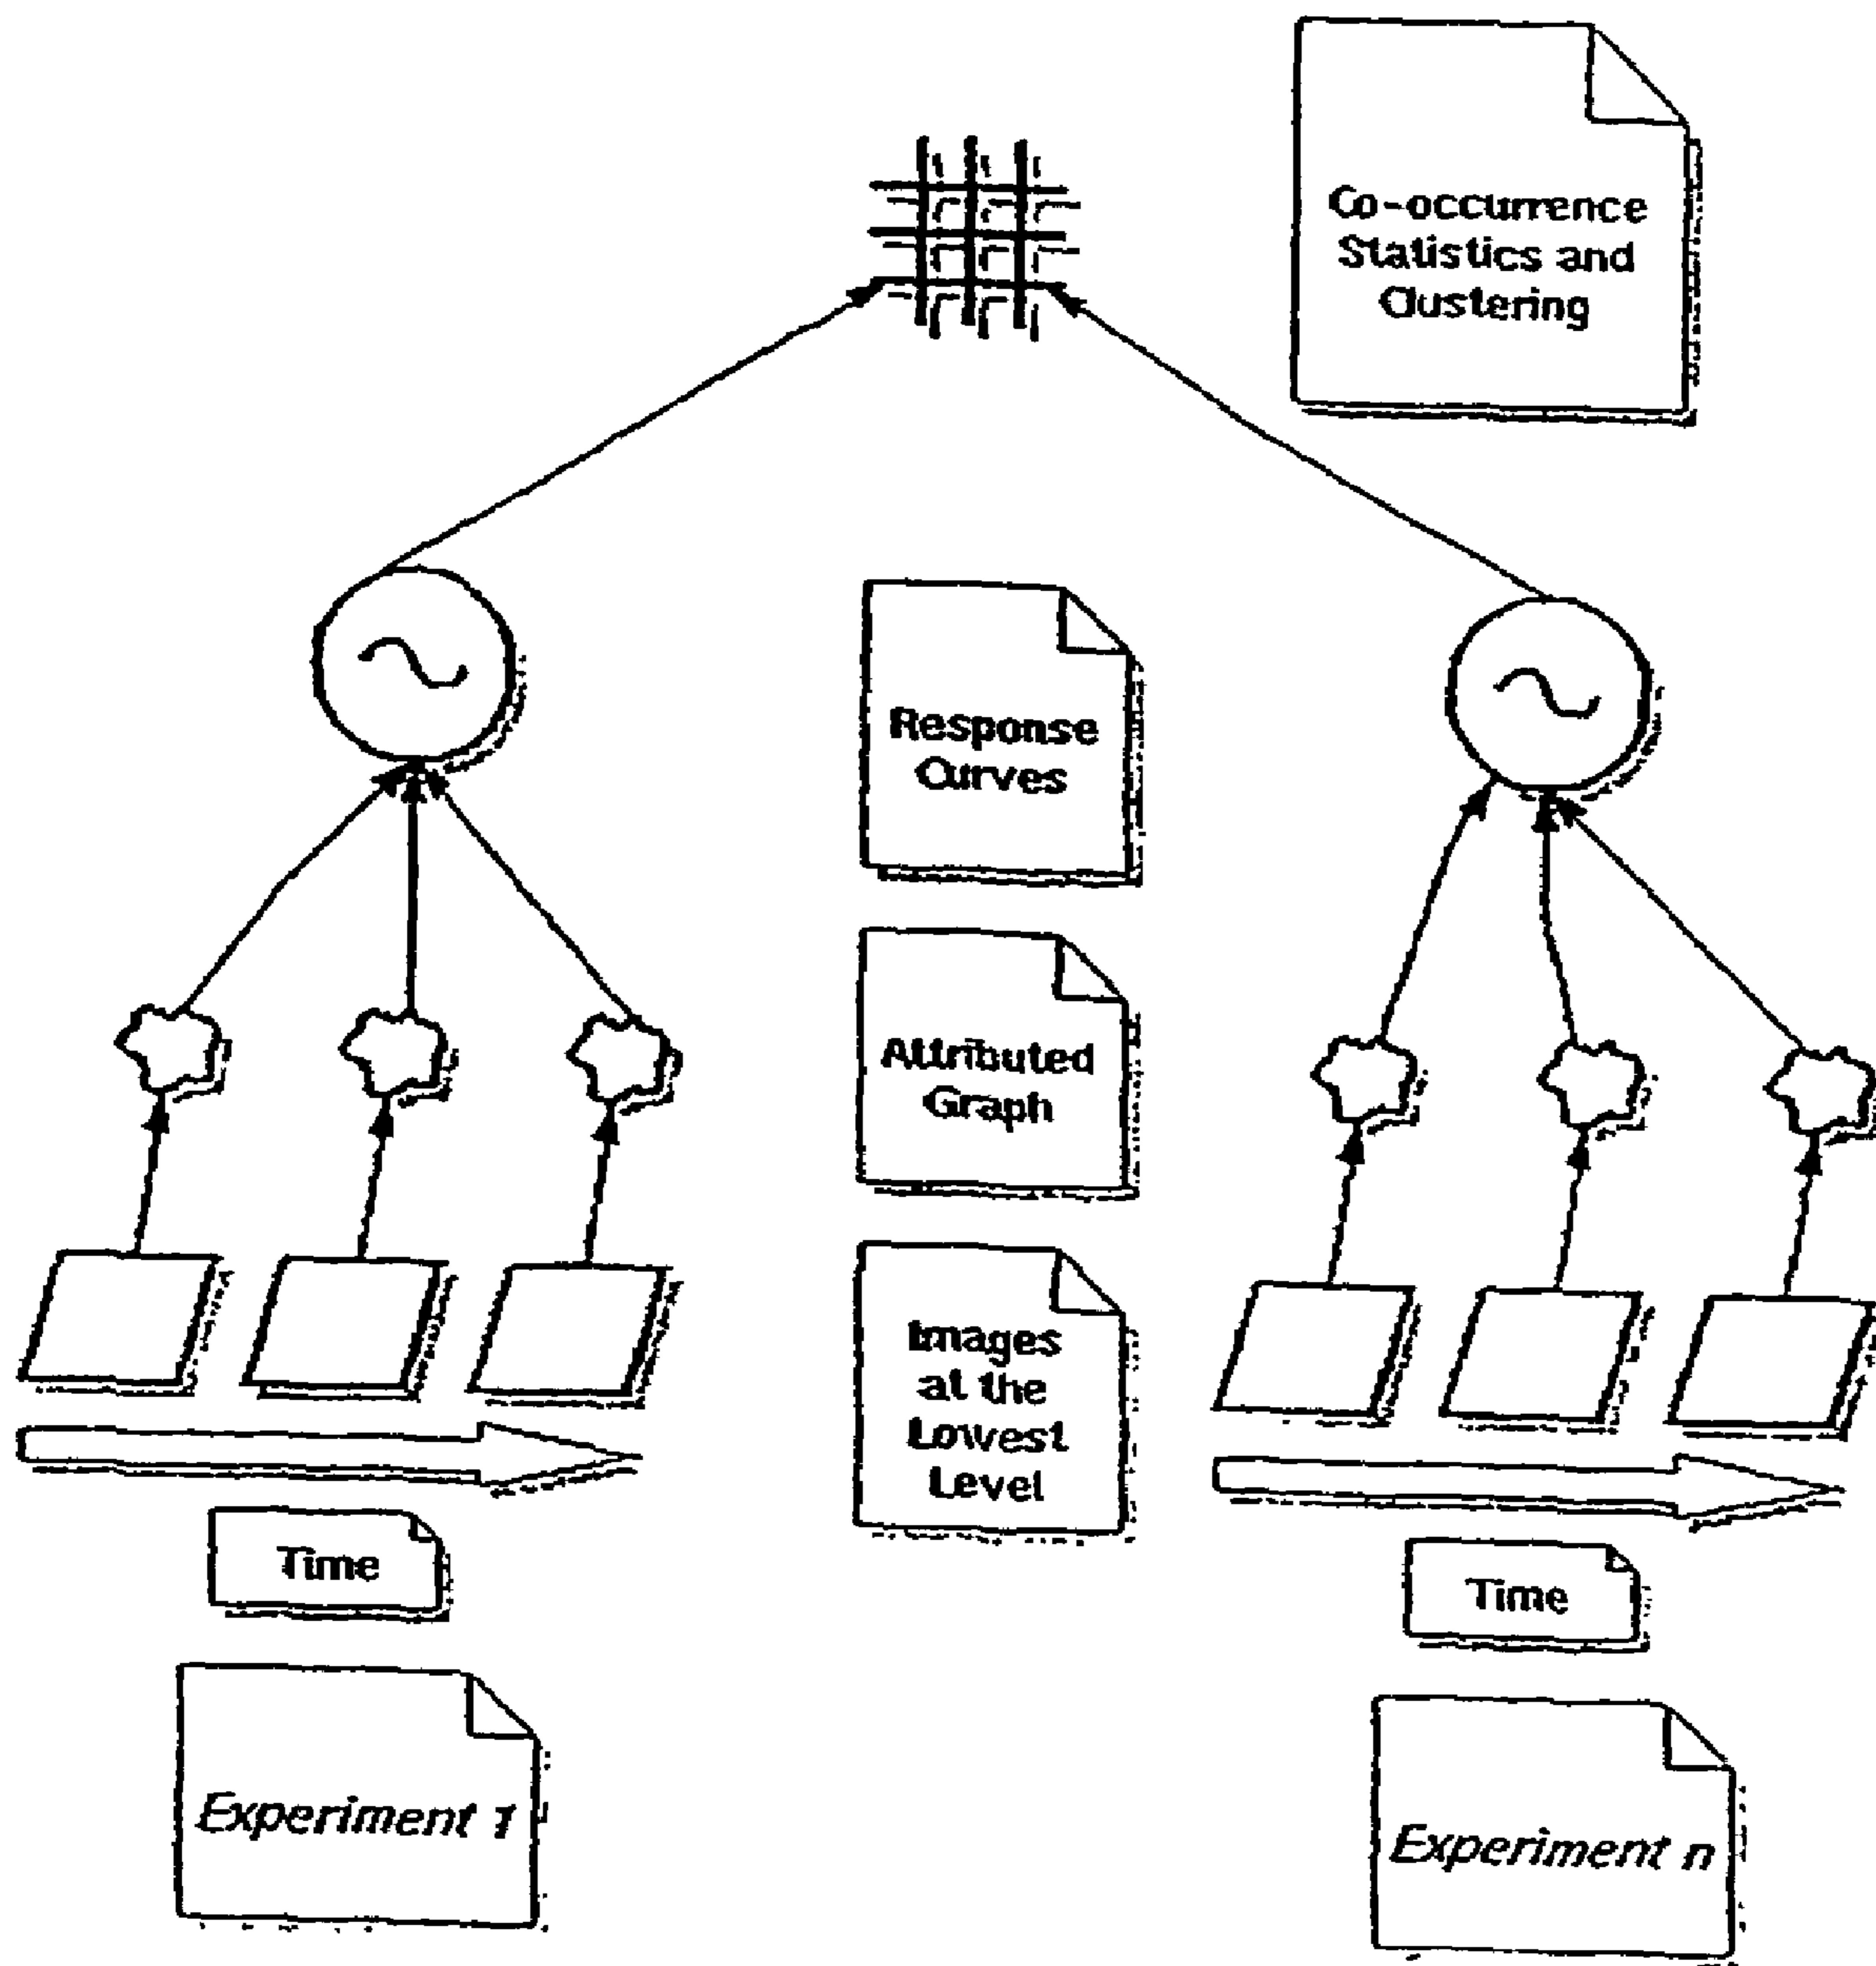 Co-occurrence
Statistics and
Clustering
Response
Curves
Attributed
Graph
Images
at the
Lowest
Level
Time
Time
Experiment 1
Experiment n